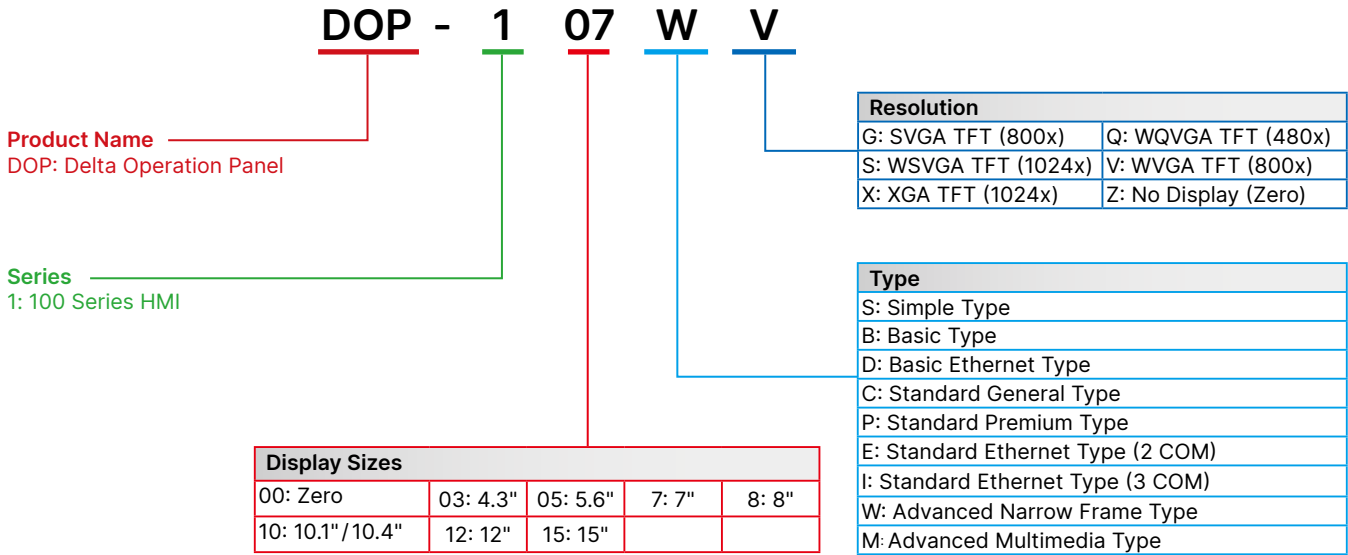 DOP - 1 07 W V
Product Name
DOP: Delta Operation Panel
Series
1: 100 Series HMI
Resolution
G: SVGA TFT (800x) Q: WQVGA TFT (480x)
S: WSVGA TFT (1024x) V: WVGA TFT (800x)
X: XGA TFT (1024x) Z: No Display (Zero)
Type
S: Simple Type
B: Basic Type
D: Basic Ethernet Type
C: Standard General Type
P: Standard Premium Type
E: Standard Ethernet Type (2 COM)
I: Standard Ethernet Type (3 COM)
W: Advanced Narrow Frame Type
M: Advanced Multimedia Type
Display Sizes
00: Zero 03: 4.3" 05: 5.6" 7: 7" 8: 8"
10: 10.1"/10.4" 12: 12" 15: 15"